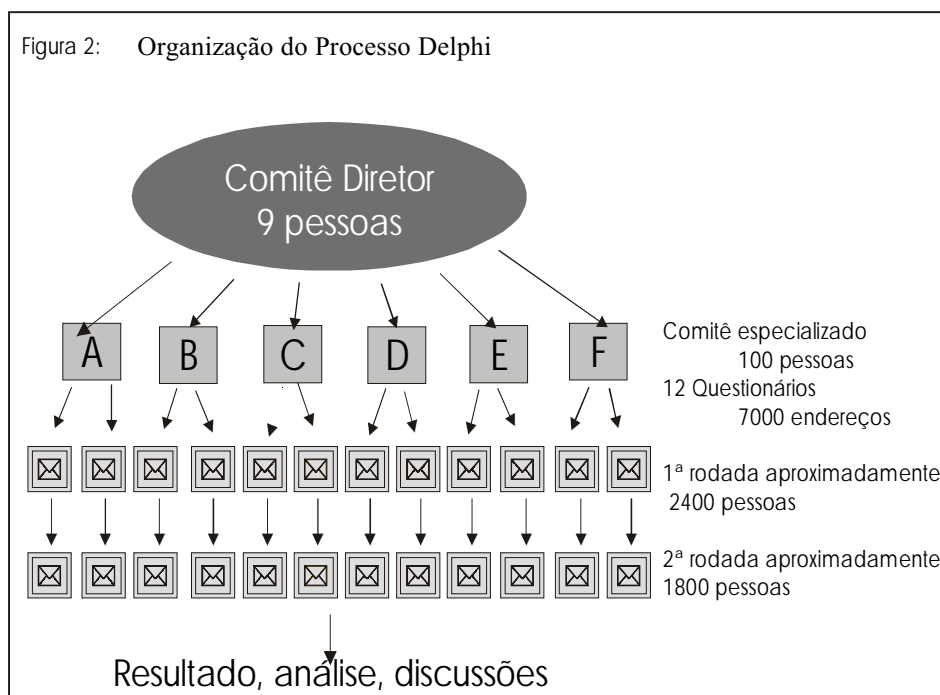 Figura 2: Organização do Processo Delphi
Comitê Diretor
9 pessoas
A B C D E F
Comitê especializado
100 pessoas
12 Questionários
7000 endereços
1ª rodada aproximadamente
2400 pessoas
2ª rodada aproximadamente
1800 pessoas
Resultado, análise, discussões